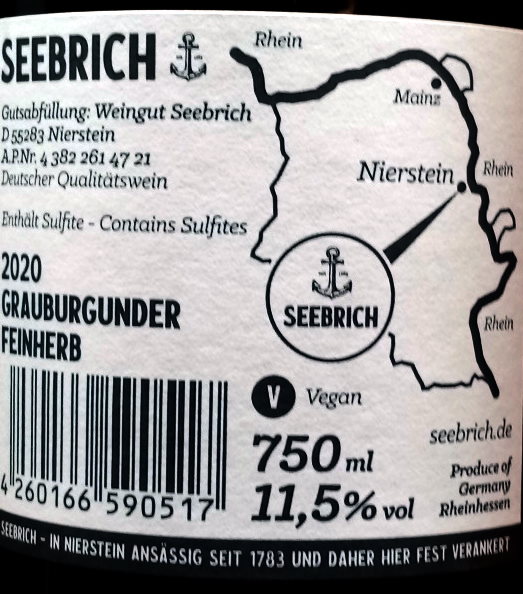 SEEBRICH
Gutsabfüllung: Weingut Seebrich
D 55283 Nierstein
A.P.Nr. 4 382 261 47 21
Deutscher Qualitätswein
Enthält Sulfite - Contains Sulfites
2020
GRAUBURGUNDER
FEINHERB
4 260166 590517
Rhein
Mainz
Nierstein
Rhein
SEEBRICH
Rhein
V Vegan
750 ml
11,5% vol
seebrich.de
Produce of
Germany
Rheinhessen
SEEBRICH - IN NIERSTEIN ANSÄSSIG SEIT 1783 UND DAHER HIER FEST VERANKERT